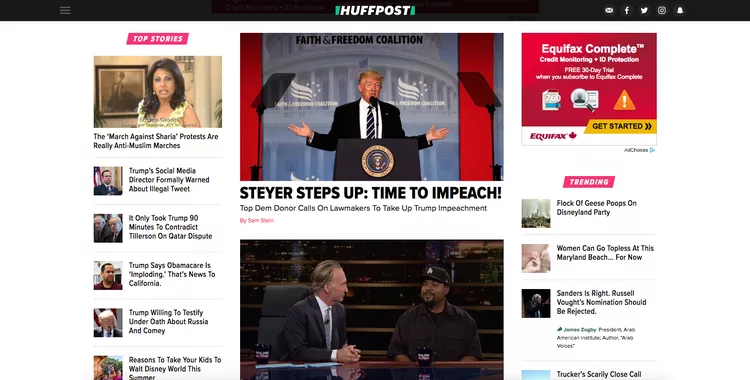 HUFFPOST
TOP STORIES
The ‘March Against Sharia’ Protests Are
Really Anti-Muslim Marches
Trump's Social Media
Director Formally Warned
About Illegal Tweet
It Only Took Trump 90
Minutes To Contradict
Tillerson On Qatar Dispute
Trump Says Obamacare Is
‘Imploding.’ That's News To
California.
Trump Willing To Testify
Under Oath About Russia
And Comey
Reasons To Take Your Kids To
Walt Disney World This
Summer
FAITH & FREEDOM COALITION
FAITH & FREEDOM COALITION
STEYER STEPS UP: TIME TO IMPEACH!
Top Dem Donor Calls On Lawmakers To Take Up Trump Impeachment
By Sam Stein
Equifax Complete™
Credit Monitoring + ID Protection
FREE 30-Day Trial
when you subscribe to Equifax Complete
760
GET STARTED
EQUIFAX
AdChoices
TRENDING
Flock Of Geese Poops On
Disneyland Party
Women Can Go Topless At This
Maryland Beach... For Now
Sanders Is Right. Russell
Vought's Nomination Should
Be Rejected.
James Zogby President, Arab
American Institute; Author, “Arab
Voices”
Trucker's Scarily Close Call